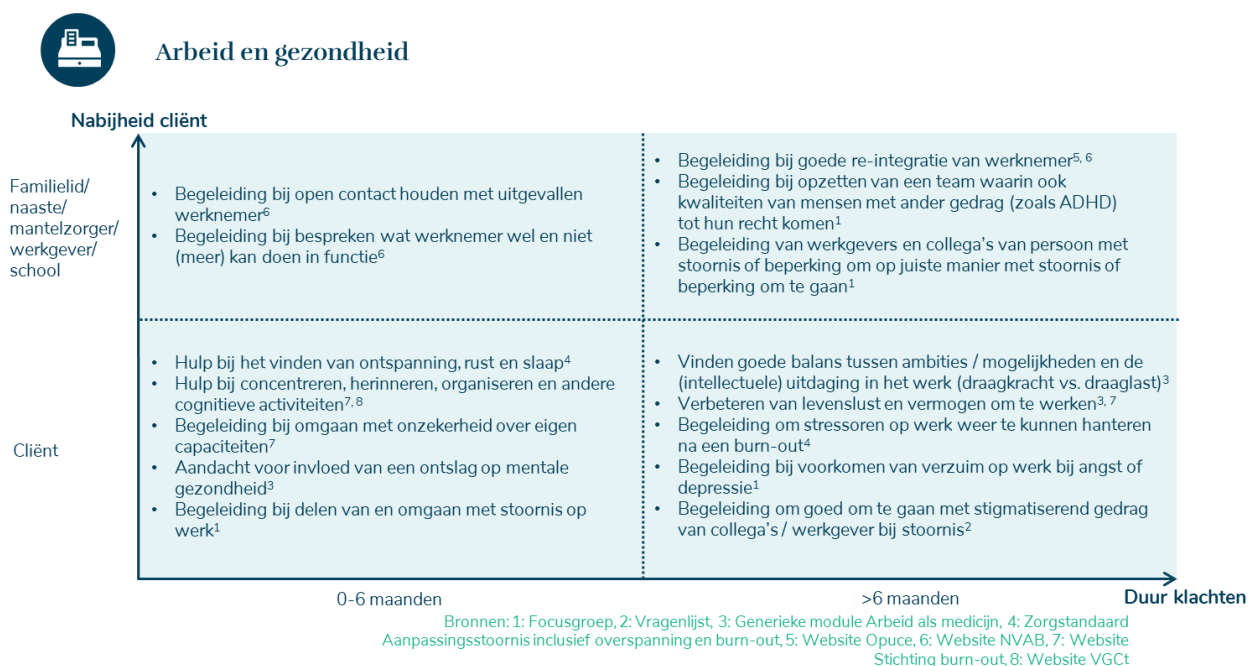 Arbeid en gezondheid
Nabijheid cliënt
Familielid/
naaste/
mantelzorger/
werkgever/
school
• Begeleiding bij open contact houden met uitgevallen
werknemer⁶
• Begeleiding bij bespreken wat werknemer wel en niet
(meer) kan doen in functie⁶
• Begeleiding bij goede re-integratie van werknemer⁵, ⁶
• Begeleiding bij opzetten van een team waarin ook
kwaliteiten van mensen met ander gedrag (zoals ADHD)
tot hun recht komen¹
• Begeleiding van werkgevers en collega's van persoon met
stoornis of beperking om op juiste manier met stoornis of
beperking om te gaan¹
Cliënt
• Hulp bij het vinden van ontspanning, rust en slaap⁴
• Hulp bij concentreren, herinneren, organiseren en andere
cognitieve activiteiten⁷, ⁸
• Begeleiding bij omgaan met onzekerheid over eigen
capaciteiten⁷
• Aandacht voor invloed van een ontslag op mentale
gezondheid³
• Begeleiding bij delen van en omgaan met stoornis op
werk¹
• Vinden goede balans tussen ambities / mogelijkheden en de
(intellectuele) uitdaging in het werk (draagkracht vs. draaglast)³
• Verbeteren van levenslust en vermogen om te werken³, ⁷
• Begeleiding om stressoren op werk weer te kunnen hanteren
na een burn-out⁴
• Begeleiding bij voorkomen van verzuim op werk bij angst of
depressie¹
• Begeleiding om goed om te gaan met stigmatiserend gedrag
van collega's / werkgever bij stoornis²
0-6 maanden
>6 maanden
Duur klachten
Bronnen: 1: Focusgroep, 2: Vragenlijst, 3: Generieke module Arbeid als medicijn, 4: Zorgstandaard
Aanpassingsstoornis inclusief overspanning en burn-out, 5: Website Opuce, 6: Website NVAB, 7: Website
Stichting burn-out, 8: Website VGCt